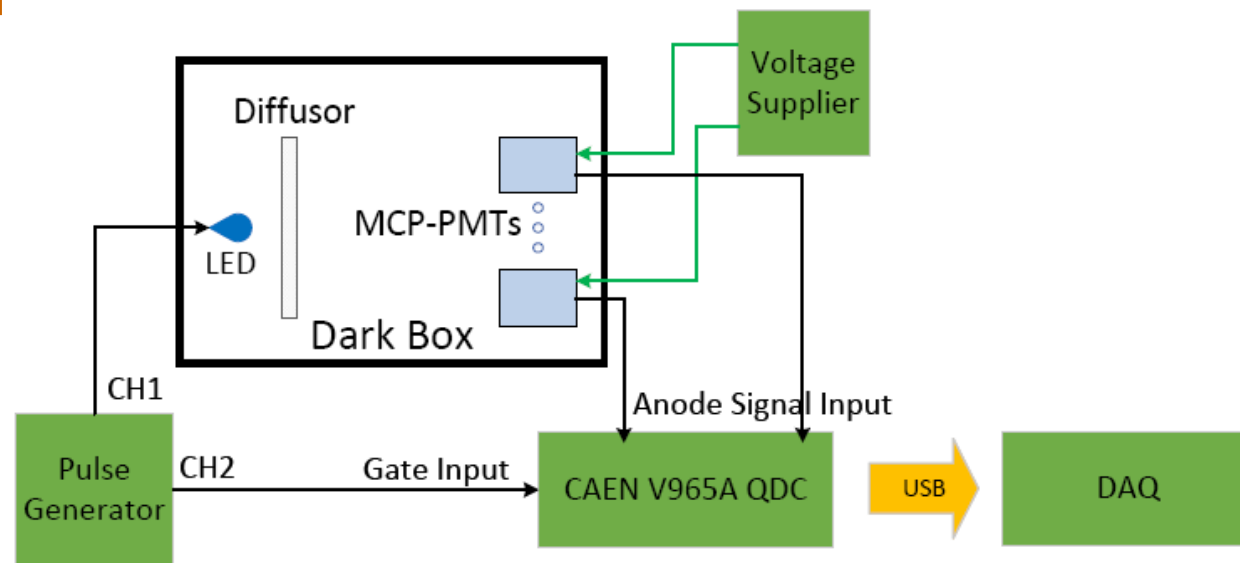 Voltage
Supplier
Diffusor
MCP-PMTs
LED
Dark Box
CH1
Anode Signal Input
Pulse
Generator
CH2
Gate Input
CAEN V965A QDC
USB
DAQ